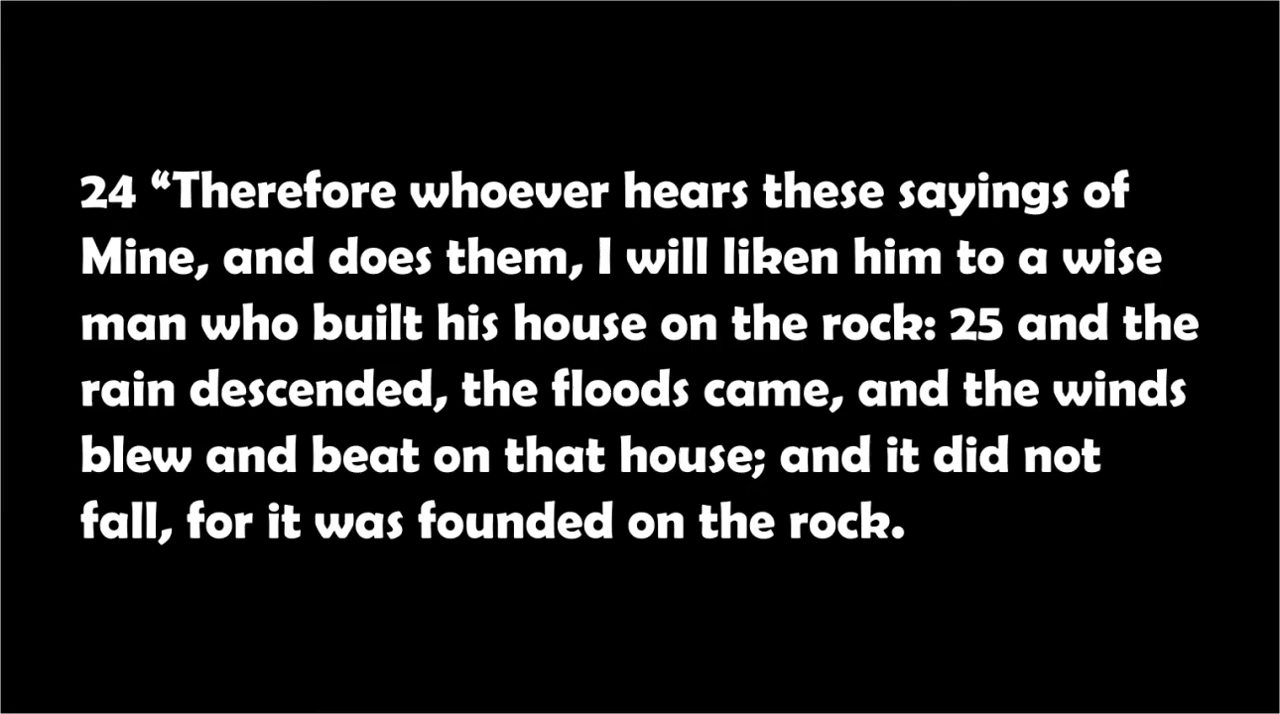 24 “Therefore whoever hears these sayings of
Mine, and does them, I will liken him to a wise
man who built his house on the rock: 25 and the
rain descended, the floods came, and the winds
blew and beat on that house; and it did not
fall, for it was founded on the rock.